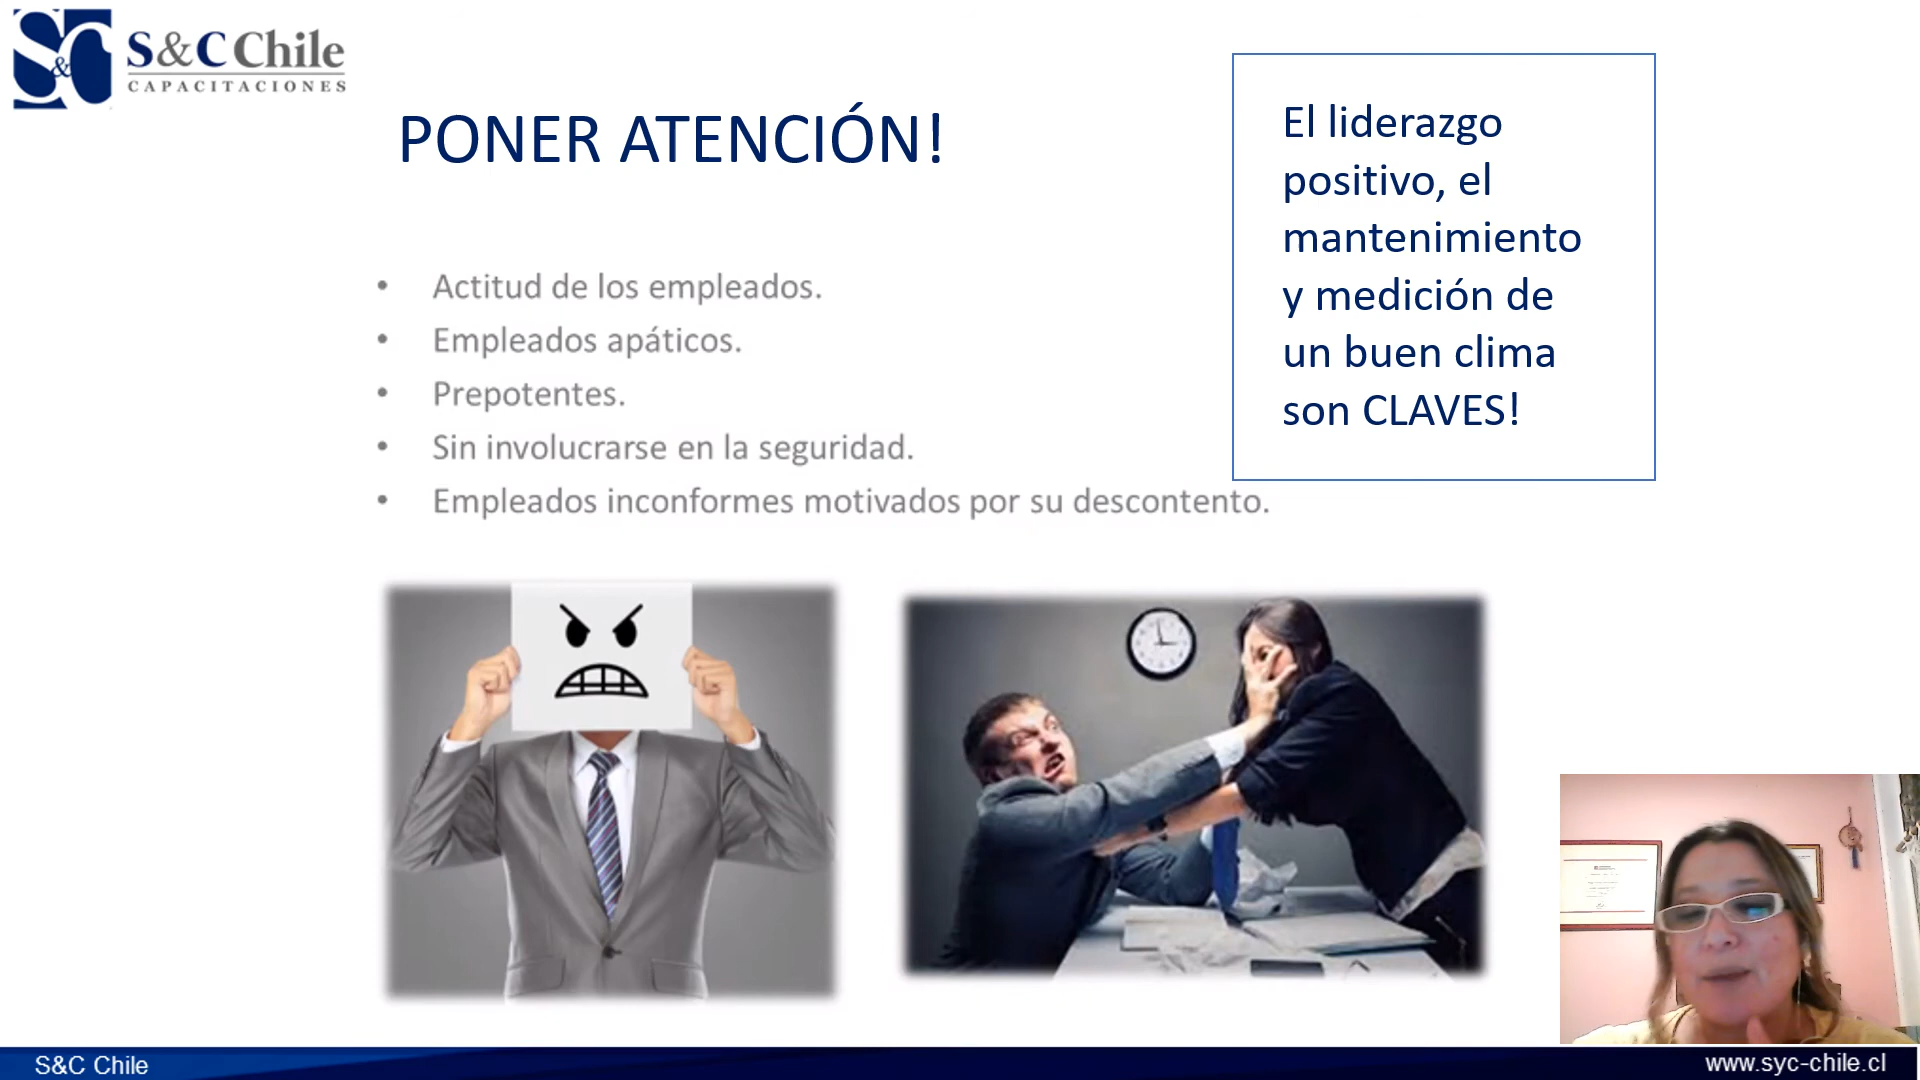 S&C Chile
CAPACITACIONES
PONER ATENCIÓN!
El liderazgo
positivo, el
mantenimiento
y medición de
un buen clima
son CLAVES!
• Actitud de los empleados.
• Empleados apáticos.
• Prepotentes.
• Sin involucrarse en la seguridad.
• Empleados inconformes motivados por su descontento.
S&C Chile
www.syc-chile.cl